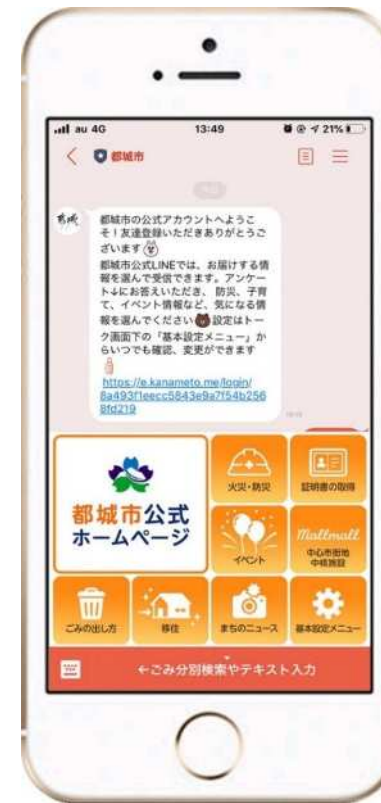 au 4G 13:49 21%
都城市
都城市の公式アカウントへようこ
そ！友達登録いただきありがとうご
ざいます
都城市公式LINEでは、お届けする情
報を選んで受信できます。アンケー
ト↓にお答えいただき、防災、子育
て、イベント情報など、気になる情
報を選んでください 設定はトー
ク画面下の「基本設定メニュー」か
らいつでも確認、変更ができます
https://e.kanameto.me/login/
8a493f1eecc5843e9a7f54b256
8fd219
都城市公式
ホームページ
火災・防災
証明書の取得
イベント
Mallmall
中心市街地
中核施設
ごみの出し方
移住
まちのニュース
基本設定メニュー
←ごみ分別検索やテキスト入力